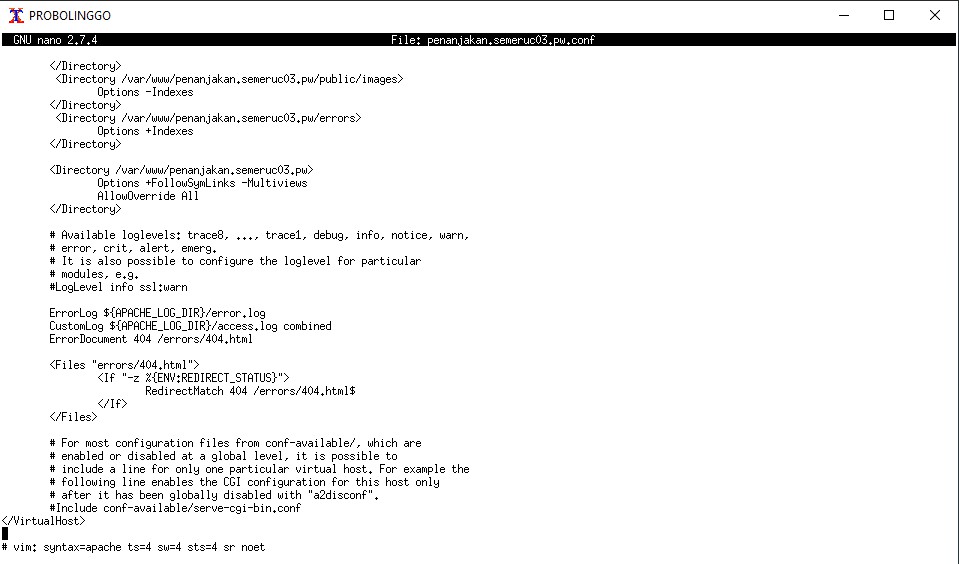 PROBOLINGGO
GNU nano 2.7.4 File: penanjakan.semeruc03.pw.conf
</Directory>
<Directory /var/www/penanjakan.semeruc03.pw/public/images>
Options -Indexes
</Directory>
<Directory /var/www/penanjakan.semeruc03.pw/errors>
Options +Indexes
</Directory>
<Directory /var/www/penanjakan.semeruc03.pw>
Options +FollowSymLinks -Multiviews
AllowOverride All
</Directory>
# Available loglevels: trace8, ..., trace1, debug, info, notice, warn,
# error, crit, alert, emerg.
# It is also possible to configure the loglevel for particular
# modules, e.g.
#LogLevel info ssl:warn
ErrorLog ${APACHE_LOG_DIR}/error.log
CustomLog ${APACHE_LOG_DIR}/access.log combined
ErrorDocument 404 /errors/404.html
<Files "errors/404.html">
<If "-z %{ENV:REDIRECT_STATUS}">
RedirectMatch 404 /errors/404.html$
</If>
</Files>
# For most configuration files from conf-available/, which are
# enabled or disabled at a global level, it is possible to
# include a line for only one particular virtual host. For example the
# following line enables the CGI configuration for this host only
# after it has been globally disabled with "a2disconf".
#Include conf-available/serve-cgi-bin.conf
</VirtualHost>
# vim: syntax=apache ts=4 sw=4 sts=4 sr noet